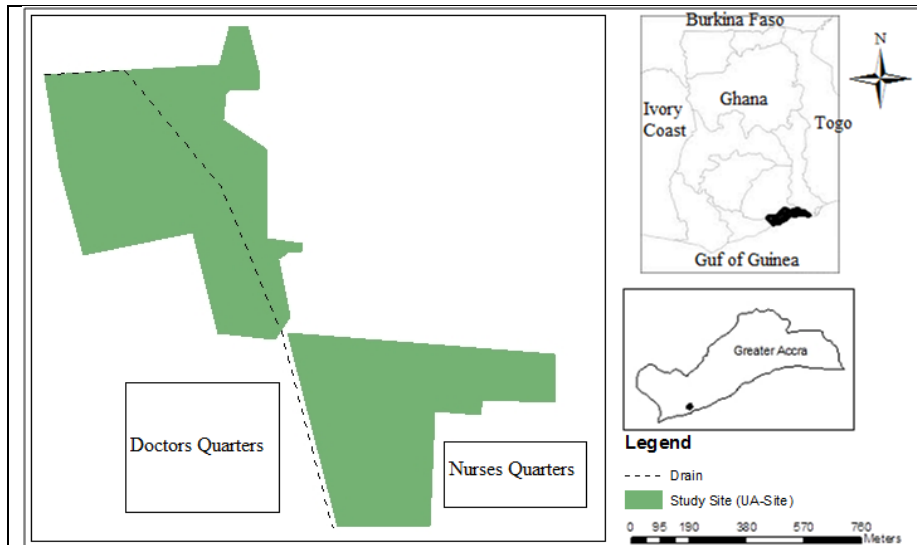 Doctors Quarters
Nurses Quarters
Burkina Faso
N
Ghana
Ivory
Coast
Togo
Guf of Guinea
Greater Accra
Legend
Drain
Study Site (UA-Site)
0 95 190 380 570 760
Meters